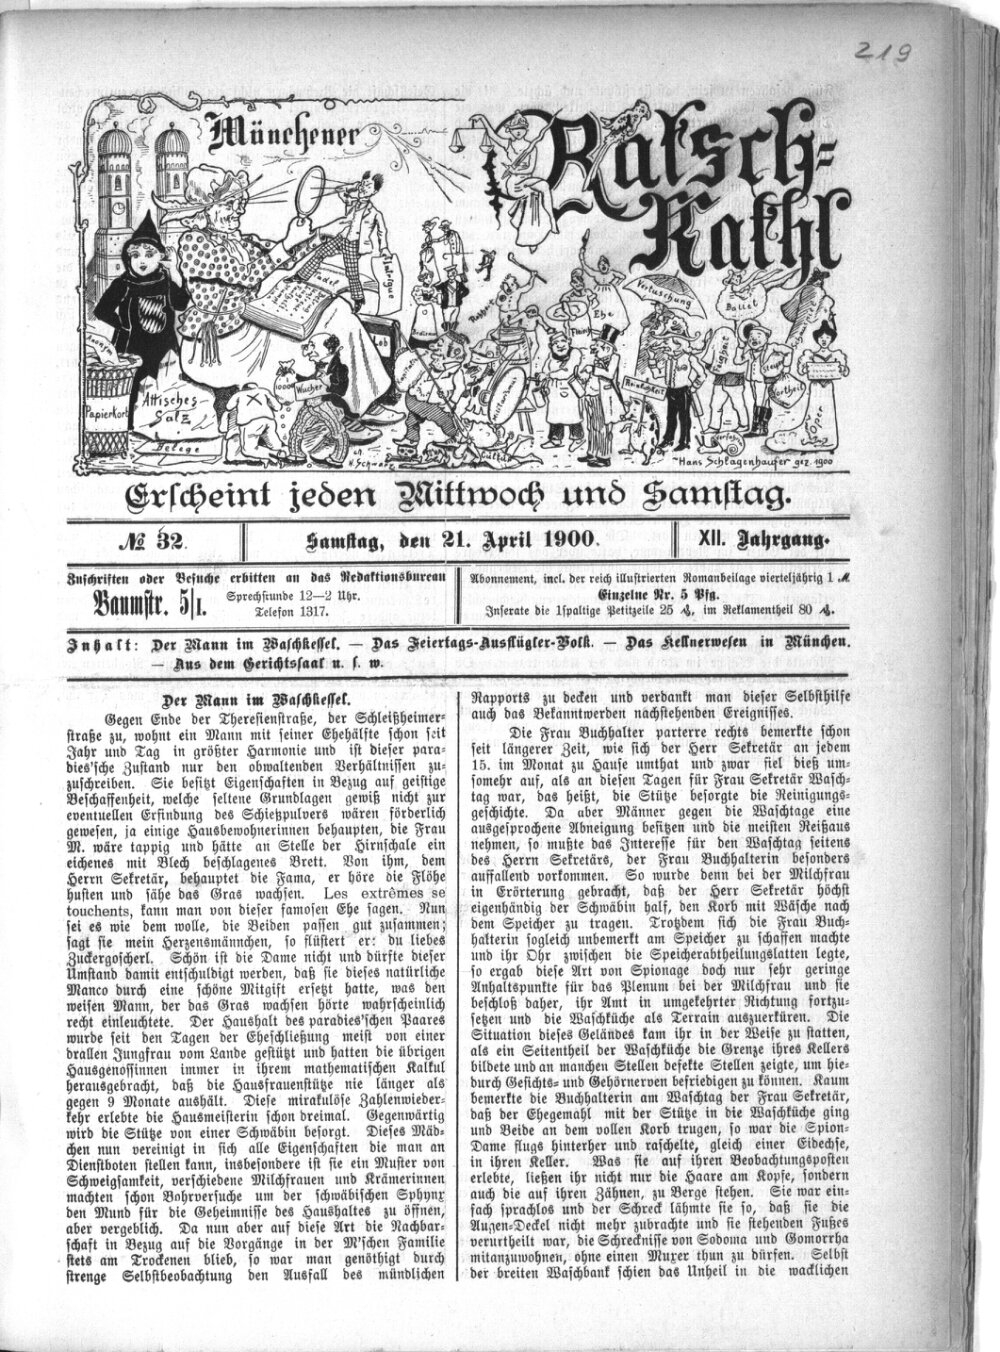 219
Münchener
Ratsch-
Kathl
Intrigue
Vertuschung
Ballet
Ehe
Wucher
10000
Papierkorb
Attisches
Salz
Belege
Oper
Hans Schlagenhaufer gez. 1900
Erscheint jeden Mittwoch und Samstag.
№ 32.
Samstag, den 21. April 1900.
XII. Jahrgang.
Zuschriften oder Besuche erbitten an das Redaktionsbureau
Baumstr. 5/I. Sprechstunde 12—2 Uhr.
Telefon 1317.
Abonnement, incl. der reich illustrirten Romanbeilage vierteljährig 1 ℳ
Einzelne Nr. 5 Pfg.
Inserate die 1spaltige Petitzeile 25 ₰, im Reklamentheil 80 ₰.
Inhalt: Der Mann im Waschkessel. — Das Feiertags-Ausflügler-Volk. — Das Kellnerwesen in München.
— Aus dem Gerichtssaal u. s. w.
Der Mann im Waschkessel.
Gegen Ende der Theresienstraße, der Schleißheimer-
straße zu, wohnt ein Mann mit seiner Ehehälfte schon seit
Jahr und Tag in größter Harmonie und ist dieser para-
dies'sche Zustand nur den obwaltenden Verhältnissen zu-
zuschreiben. Sie besitzt Eigenschaften in Bezug auf geistige
Beschaffenheit, welche seltene Grundlagen gewiß nicht zur
eventuellen Erfindung des Schießpulvers wären förderlich
gewesen, ja einige Hausbewohnerinnen behaupten, die Frau
M. wäre tappig und hätte an Stelle der Hirnschale ein
eichenes mit Blech beschlagenes Brett. Von ihm, dem
Herrn Sekretär, behauptet die Fama, er höre die Flöhe
husten und sähe das Gras wachsen. Les extrêmes se
touchents, kann man von dieser famosen Ehe sagen. Nun
sei es wie dem wolle, die Beiden passen gut zusammen;
sagt sie mein Herzensmännchen, so flüstert er: du liebes
Zuckergoscherl. Schön ist die Dame nicht und dürfte dieser
Umstand damit entschuldigt werden, daß sie dieses natürliche
Manco durch eine schöne Mitgift ersetzt hatte, was den
weisen Mann, der das Gras wachsen hörte wahrscheinlich
recht einleuchtete. Der Haushalt des paradies'schen Paares
wurde seit den Tagen der Eheschließung meist von einer
drallen Jungfrau vom Lande gestützt und hatten die übrigen
Hausgenossinnen immer in ihrem mathematischen Kalkul
herausgebracht, daß die Hausfrauenstütze nie länger als
gegen 9 Monate aushält. Diese mirakulöse Zahlenwieder-
kehr erlebte die Hausmeisterin schon dreimal. Gegenwärtig
wird die Stütze von einer Schwäbin besorgt. Dieses Mäd-
chen nun vereinigt in sich alle Eigenschaften die man an
Dienstboten stellen kann, insbesondere ist sie ein Muster von
Schweigsamkeit, verschiedene Milchfrauen und Krämerinnen
machten schon Bohrversuche um der schwäbischen Sphynx
den Mund für die Geheimnisse des Haushaltes zu öffnen,
aber vergeblich. Da nun aber auf diese Art die Nachbar-
schaft in Bezug auf die Vorgänge in der M'schen Familie
stets am Trockenen blieb, so war man genöthigt durch
strenge Selbstbeobachtung den Ausfall des mündlichen
Rapports zu decken und verdankt man dieser Selbsthilfe
auch das Bekanntwerden nachstehenden Ereignisses.
Die Frau Buchhalter parterre rechts bemerkte schon
seit längerer Zeit, wie sich der Herr Sekretär an jedem
15. im Monat zu Hause umthat und zwar fiel dieß um-
somehr auf, als an diesen Tagen für Frau Sekretär Wasch-
tag war, das heißt, die Stütze besorgte die Reinigungs-
geschichte. Da aber Männer gegen die Waschtage eine
ausgesprochene Abneigung besitzen und die meisten Reißaus
nehmen, so mußte das Interesse für den Waschtag seitens
des Herrn Sekretärs, der Frau Buchhalterin besonders
auffallend vorkommen. So wurde denn bei der Milchfrau
in Erörterung gebracht, daß der Herr Sekretär höchst
eigenhändig der Schwäbin half, den Korb mit Wäsche nach
dem Speicher zu tragen. Trotzdem sich die Frau Buch-
halterin sogleich unbemerkt am Speicher zu schaffen machte
und ihr Ohr zwischen die Speicherabtheilungslatten legte,
so ergab diese Art von Spionage doch nur sehr geringe
Anhaltspunkte für das Plenum bei der Milchfrau und sie
beschloß daher, ihr Amt in umgekehrter Richtung fortzu-
setzen und die Waschküche als Terrain auszuerküren. Die
Situation dieses Geländes kam ihr in der Weise zu statten,
als ein Seitentheil der Waschküche die Grenze ihres Kellers
bildete und an manchen Stellen defekte Stellen zeigte, um hie-
durch Gesichts- und Gehörnerven befriedigen zu können. Kaum
bemerkte die Buchhalterin am Waschtag der Frau Sekretär,
daß der Ehegemahl mit der Stütze in die Waschküche ging
und Beide an dem vollen Korb trugen, so war die Spion-
Dame flugs hinterher und raschelte, gleich einer Eidechse,
in ihren Keller. Was sie auf ihren Beobachtungsposten
erlebte, ließen ihr nicht nur die Haare am Kopfe, sondern
auch die auf ihren Zähnen, zu Berge stehen. Sie war ein-
fach sprachlos und der Schreck lähmte sie so, daß sie die
Augen-Deckel nicht mehr zubrachte und sie stehenden Fußes
verurtheilt war, die Schrecknisse von Sodoma und Gomorrha
mitanzuwohnen, ohne einen Muxer thun zu dürfen. Selbst
der breiten Waschbank schien das Unheil in die wacklichen